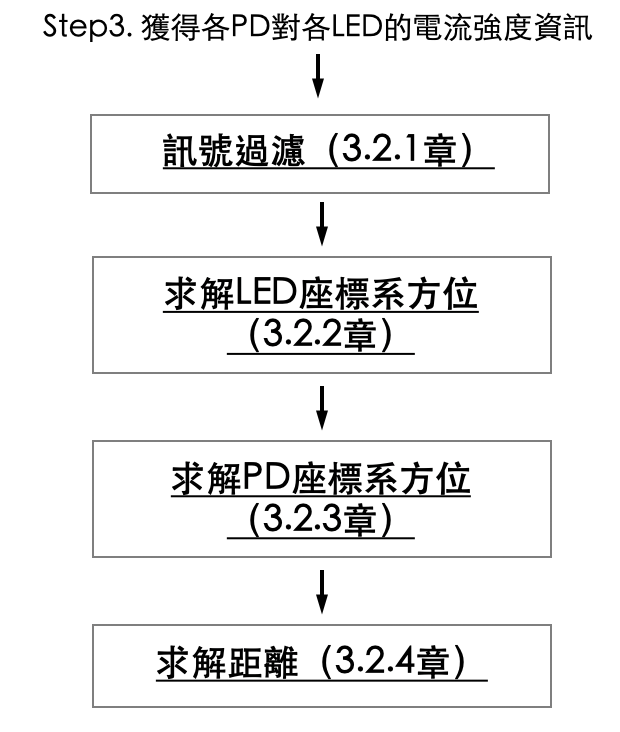 Step3. 獲得各PD對各LED的電流強度資訊
訊號過濾（3.2.1章）
求解LED座標系方位
（3.2.2章）
求解PD座標系方位
（3.2.3章）
求解距離（3.2.4章）